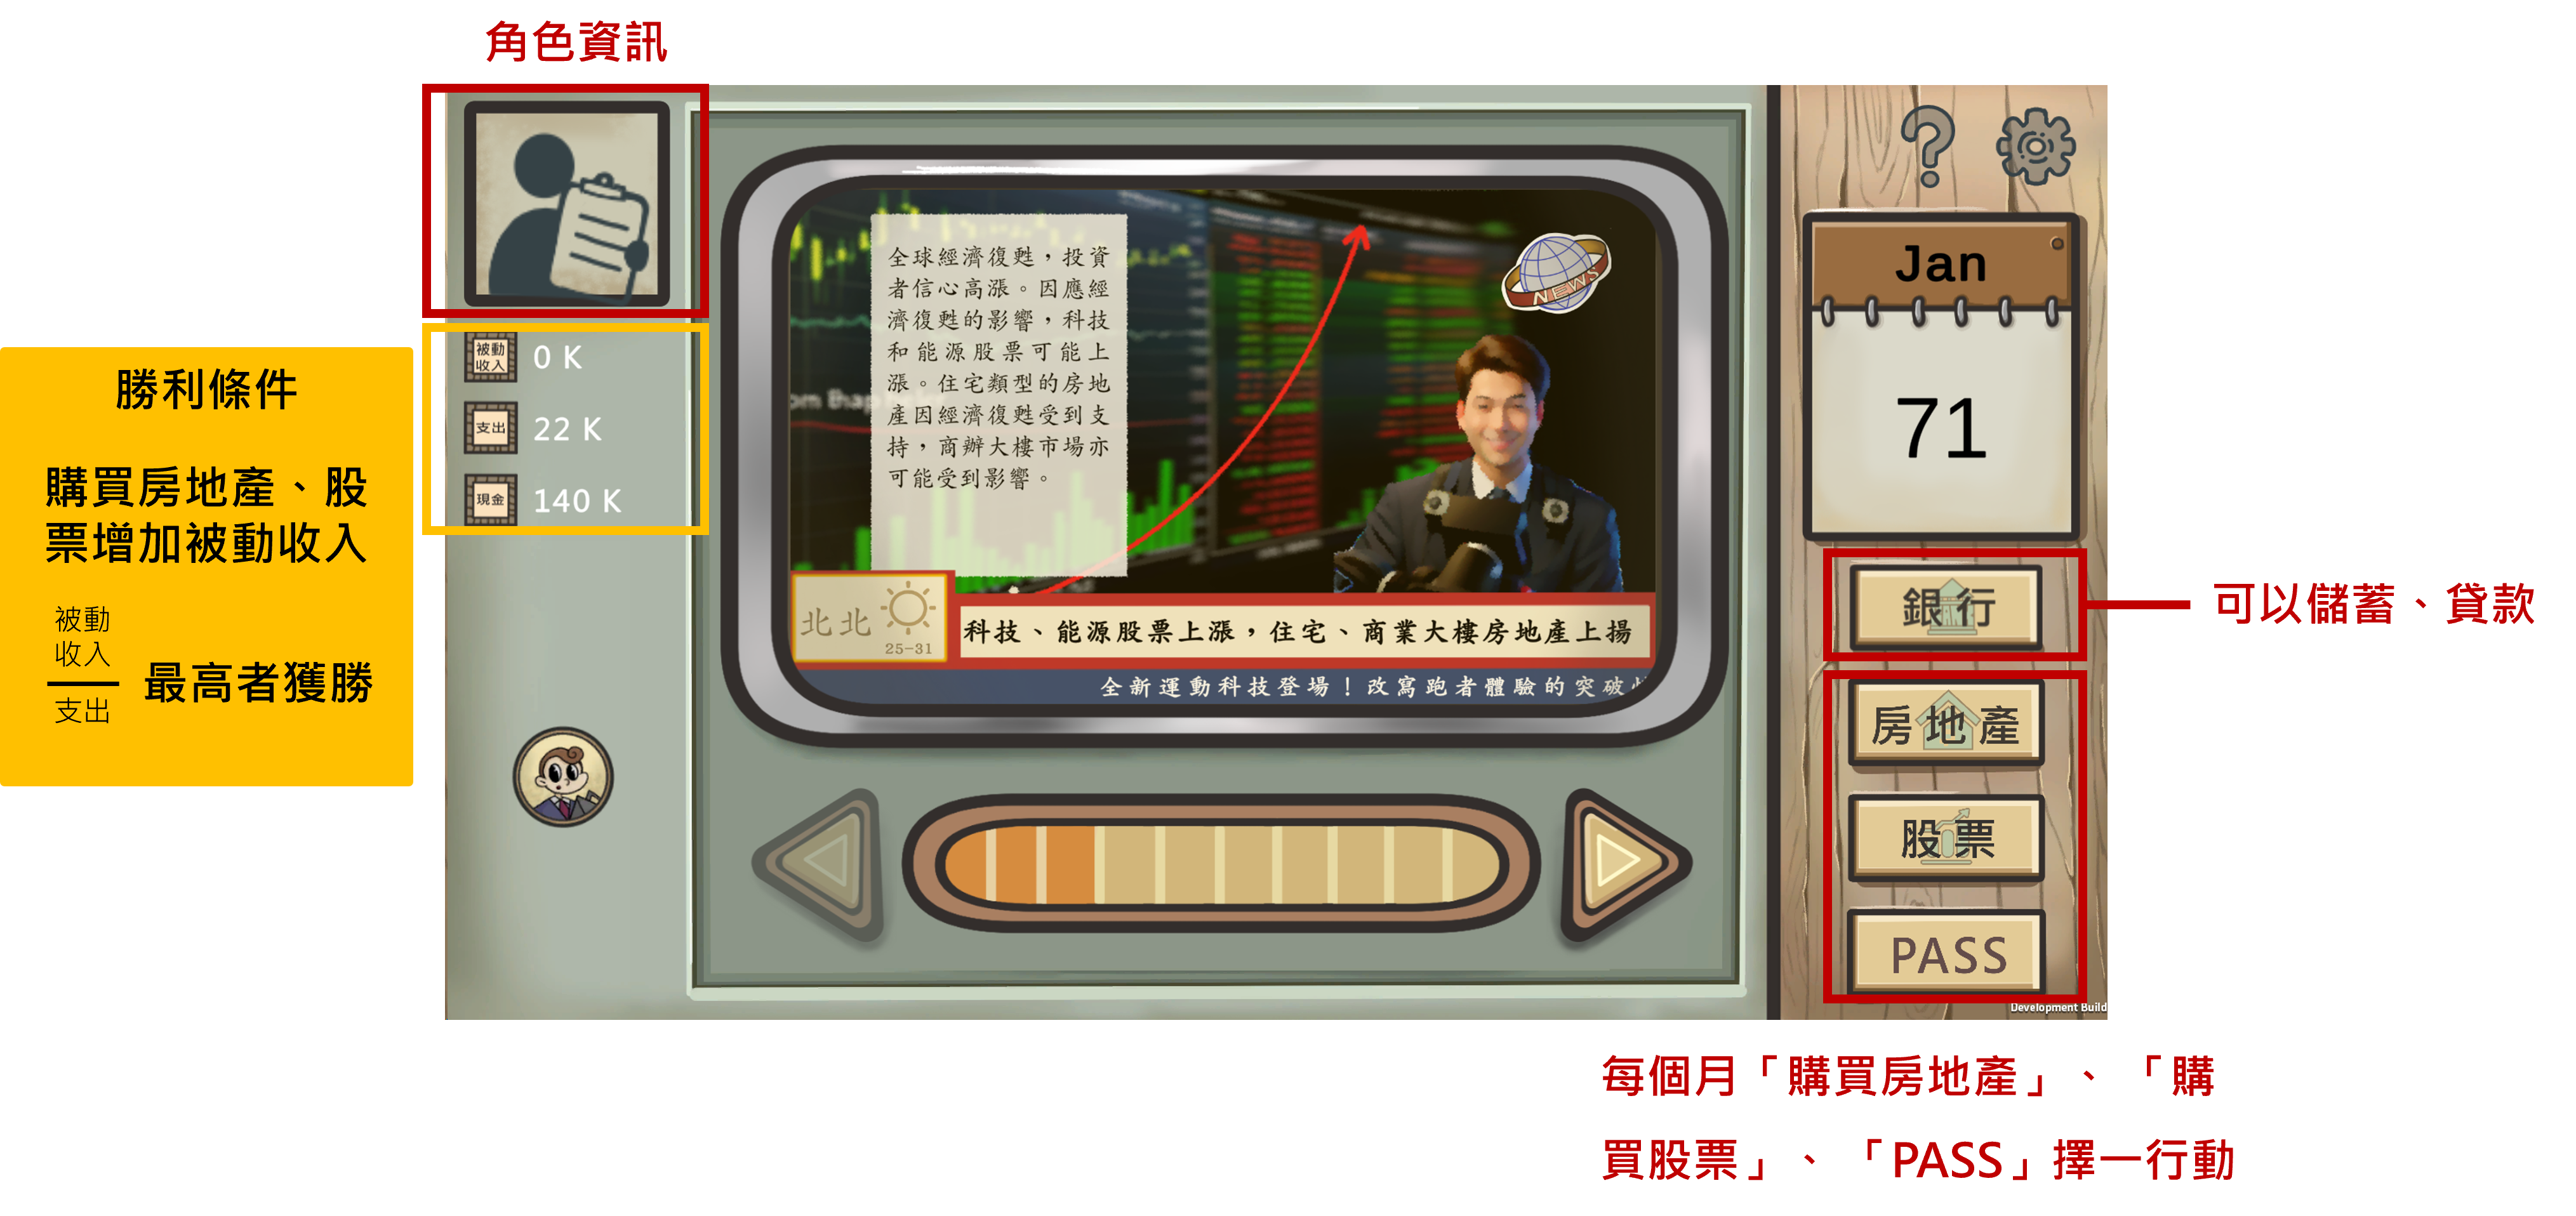 角色資訊
被動
收入
0 K
支出
22 K
現金
140 K
勝利條件
購買房地產、股
票增加被動收入
被動
收入
支出
最高者獲勝
全球經濟復甦，投資
者信心高漲。因應經
濟復甦的影響，科技
和能源股票可能上
漲。住宅類型的房地
產因經濟復甦受到支
持，商辦大樓市場亦
可能受到影響。
NEWS
北北
25-31
科技、能源股票上漲，住宅、商業大樓房地產上揚
全新運動科技登場！改寫跑者體驗的突破
?
Jan
71
銀行
可以儲蓄、貸款
房地產
股票
PASS
Development Build
每個月「購買房地產」、「購
買股票」、「PASS」擇一行動